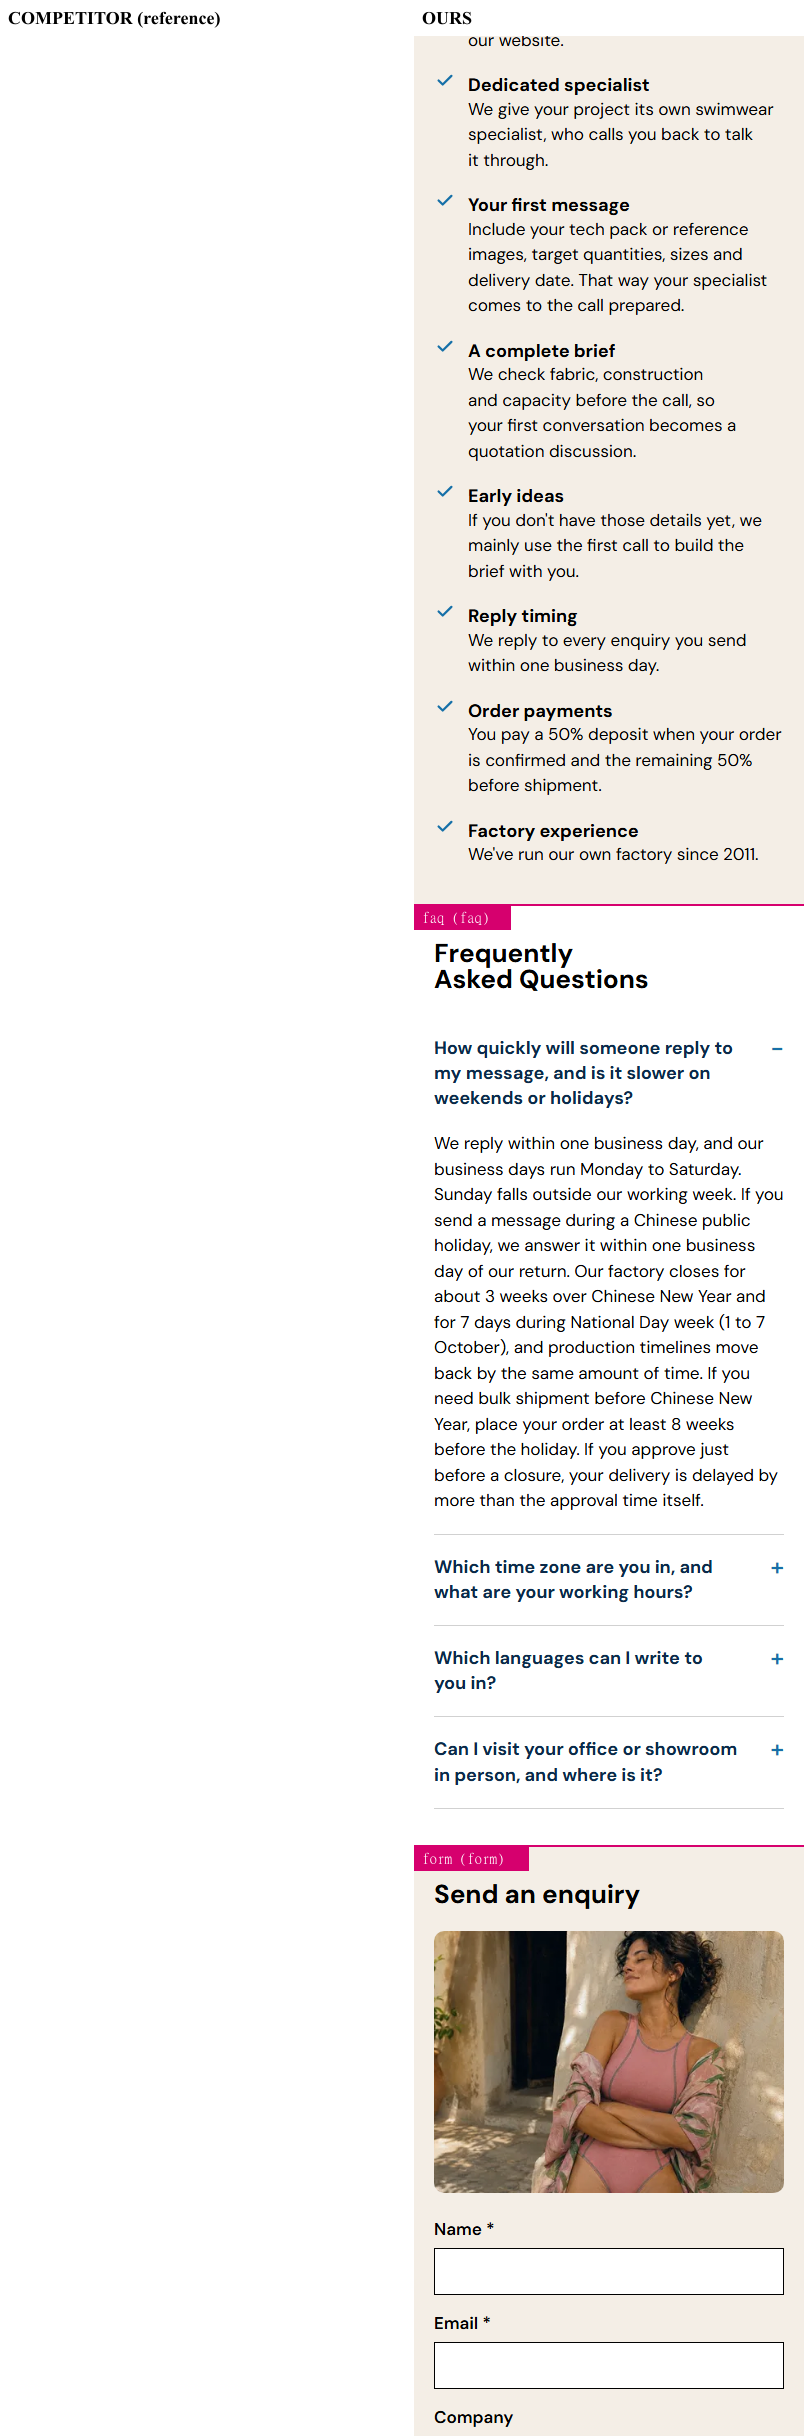 COMPETITOR (reference)
OURS
our website.
Dedicated specialist
We give your project its own swimwear
specialist, who calls you back to talk
it through.
Your first message
Include your tech pack or reference
images, target quantities, sizes and
delivery date. That way your specialist
comes to the call prepared.
A complete brief
We check fabric, construction
and capacity before the call, so
your first conversation becomes a
quotation discussion.
Early ideas
If you don't have those details yet, we
mainly use the first call to build the
brief with you.
Reply timing
We reply to every enquiry you send
within one business day.
Order payments
You pay a 50% deposit when your order
is confirmed and the remaining 50%
before shipment.
Factory experience
We've run our own factory since 2011.
faq (faq)
Frequently
Asked Questions
How quickly will someone reply to
my message, and is it slower on
weekends or holidays?
We reply within one business day, and our
business days run Monday to Saturday.
Sunday falls outside our working week. If you
send a message during a Chinese public
holiday, we answer it within one business
day of our return. Our factory closes for
about 3 weeks over Chinese New Year and
for 7 days during National Day week (1 to 7
October), and production timelines move
back by the same amount of time. If you
need bulk shipment before Chinese New
Year, place your order at least 8 weeks
before the holiday. If you approve just
before a closure, your delivery is delayed by
more than the approval time itself.
Which time zone are you in, and
what are your working hours?
Which languages can I write to
you in?
Can I visit your office or showroom
in person, and where is it?
form (form)
Send an enquiry
Name *
Email *
Company